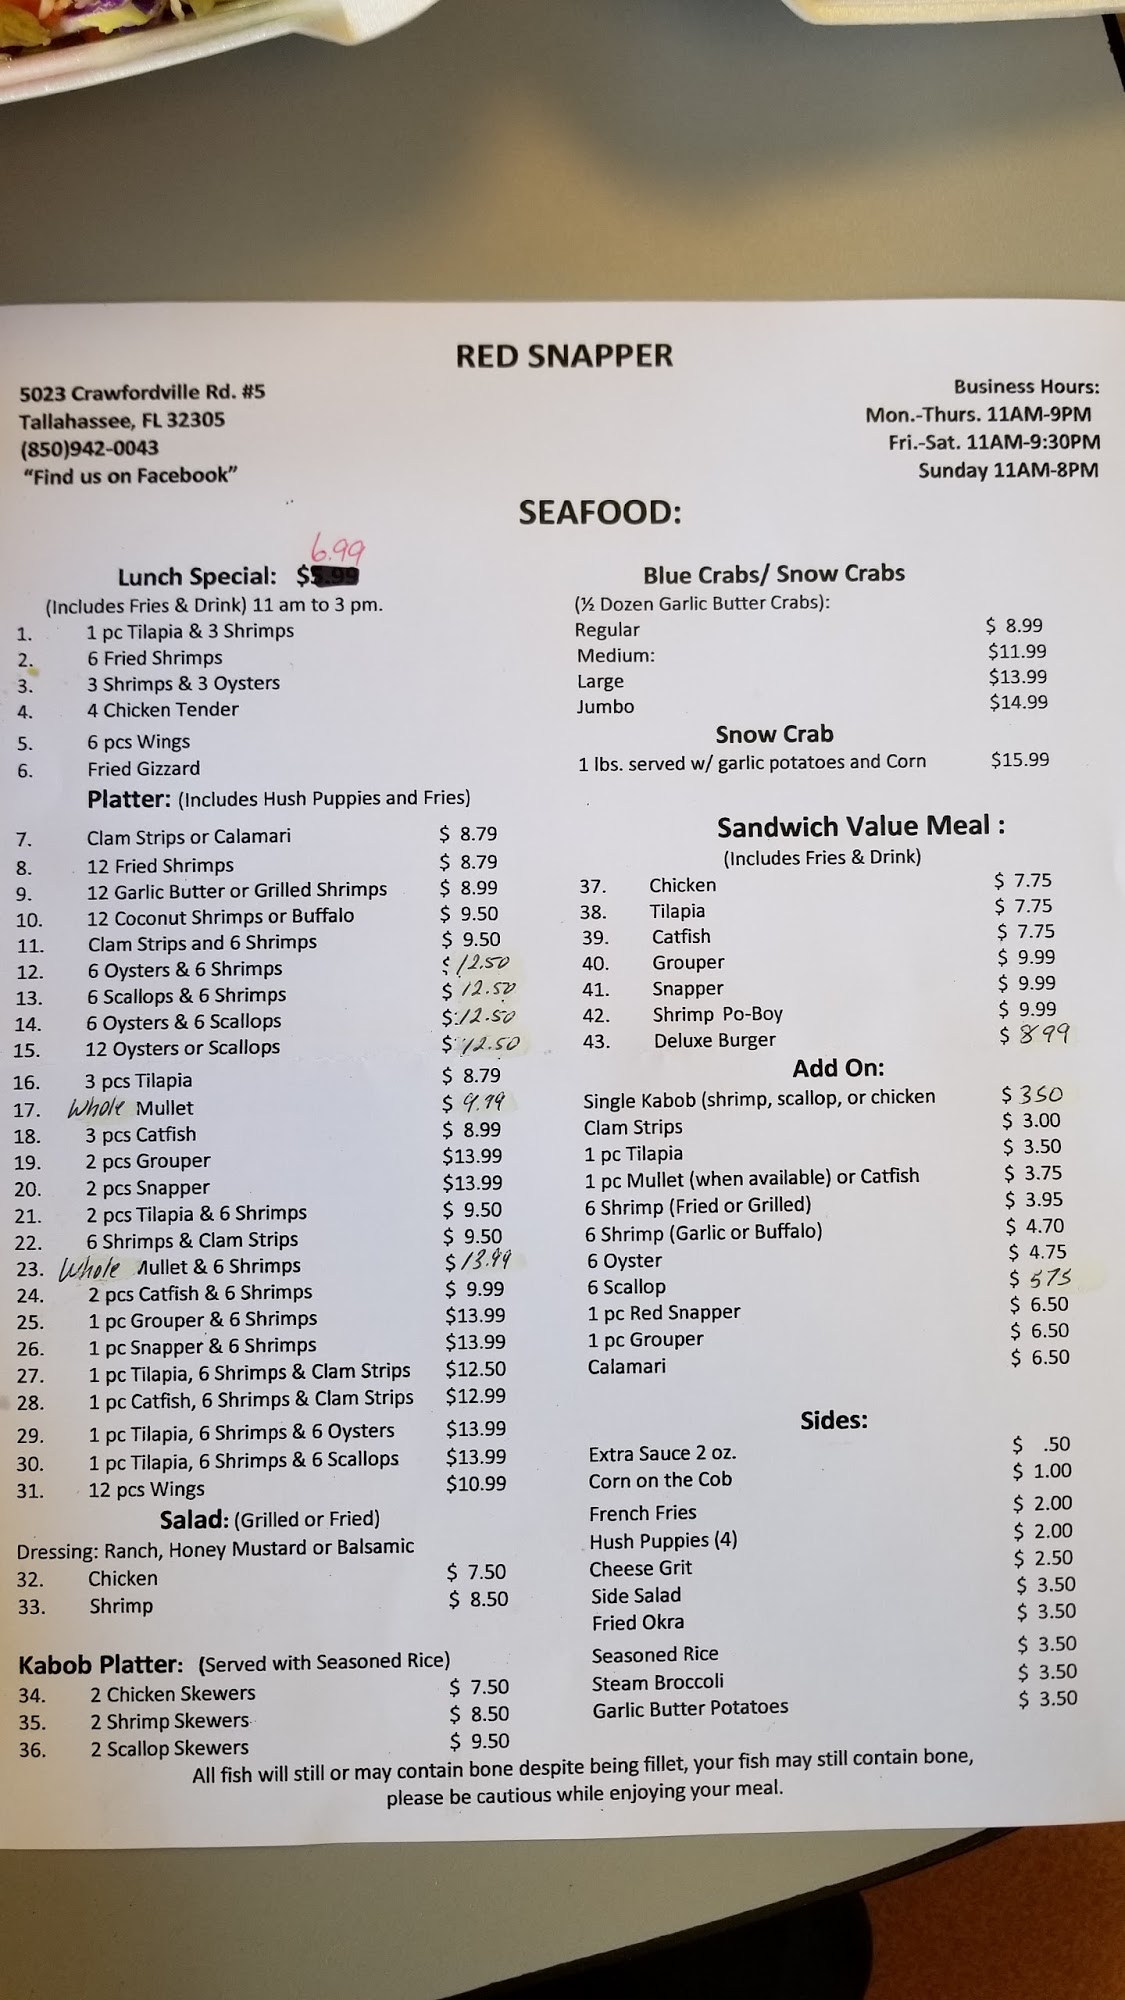 RED SNAPPER
5023 Crawfordville Rd. #5
Tallahassee, FL 32305
(850)942-0043
“Find us on Facebook”
Business Hours:
Mon.-Thurs. 11AM-9PM
Fri.-Sat. 11AM-9:30PM
Sunday 11AM-8PM
SEAFOOD:
6.99
Lunch Special: $5.99
(Includes Fries & Drink) 11 am to 3 pm.
1. 1 pc Tilapia & 3 Shrimps
2. 6 Fried Shrimps
3. 3 Shrimps & 3 Oysters
4. 4 Chicken Tender
5. 6 pcs Wings
6. Fried Gizzard
Platter: (Includes Hush Puppies and Fries)
7. Clam Strips or Calamari $ 8.79
8. 12 Fried Shrimps $ 8.79
9. 12 Garlic Butter or Grilled Shrimps $ 8.99
10. 12 Coconut Shrimps or Buffalo $ 9.50
11. Clam Strips and 6 Shrimps $ 9.50
12. 6 Oysters & 6 Shrimps $ 12.50
13. 6 Scallops & 6 Shrimps $ 12.50
14. 6 Oysters & 6 Scallops $ 12.50
15. 12 Oysters or Scallops $ 12.50
16. 3 pcs Tilapia $ 8.79
17. Whole Mullet $ 9.99
18. 3 pcs Catfish $ 8.99
19. 2 pcs Grouper $13.99
20. 2 pcs Snapper $13.99
21. 2 pcs Tilapia & 6 Shrimps $ 9.50
22. 6 Shrimps & Clam Strips $ 9.50
23. Whole Mullet & 6 Shrimps $ 13.99
24. 2 pcs Catfish & 6 Shrimps $ 9.99
25. 1 pc Grouper & 6 Shrimps $13.99
26. 1 pc Snapper & 6 Shrimps $13.99
27. 1 pc Tilapia, 6 Shrimps & Clam Strips $12.50
28. 1 pc Catfish, 6 Shrimps & Clam Strips $12.99
29. 1 pc Tilapia, 6 Shrimps & 6 Oysters $13.99
30. 1 pc Tilapia, 6 Shrimps & 6 Scallops $13.99
31. 12 pcs Wings $10.99
Salad: (Grilled or Fried)
Dressing: Ranch, Honey Mustard or Balsamic
32. Chicken $ 7.50
33. Shrimp $ 8.50
Kabob Platter: (Served with Seasoned Rice)
34. 2 Chicken Skewers $ 7.50
35. 2 Shrimp Skewers $ 8.50
36. 2 Scallop Skewers $ 9.50
Blue Crabs/ Snow Crabs
(½ Dozen Garlic Butter Crabs):
Regular $ 8.99
Medium: $11.99
Large $13.99
Jumbo $14.99
Snow Crab
1 lbs. served w/ garlic potatoes and Corn $15.99
Sandwich Value Meal :
(Includes Fries & Drink)
37. Chicken $ 7.75
38. Tilapia $ 7.75
39. Catfish $ 7.75
40. Grouper $ 9.99
41. Snapper $ 9.99
42. Shrimp Po-Boy $ 9.99
43. Deluxe Burger $ 8 99
Add On:
Single Kabob (shrimp, scallop, or chicken $ 350
Clam Strips $ 3.00
1 pc Tilapia $ 3.50
1 pc Mullet (when available) or Catfish $ 3.75
6 Shrimp (Fried or Grilled) $ 3.95
6 Shrimp (Garlic or Buffalo) $ 4.70
6 Oyster $ 4.75
6 Scallop $ 575
1 pc Red Snapper $ 6.50
1 pc Grouper $ 6.50
Calamari $ 6.50
Sides:
Extra Sauce 2 oz. $ .50
Corn on the Cob $ 1.00
French Fries $ 2.00
Hush Puppies (4) $ 2.00
Cheese Grit $ 2.50
Side Salad $ 3.50
Fried Okra $ 3.50
Seasoned Rice $ 3.50
Steam Broccoli $ 3.50
Garlic Butter Potatoes $ 3.50
All fish will still or may contain bone despite being fillet, your fish may still contain bone,
please be cautious while enjoying your meal.